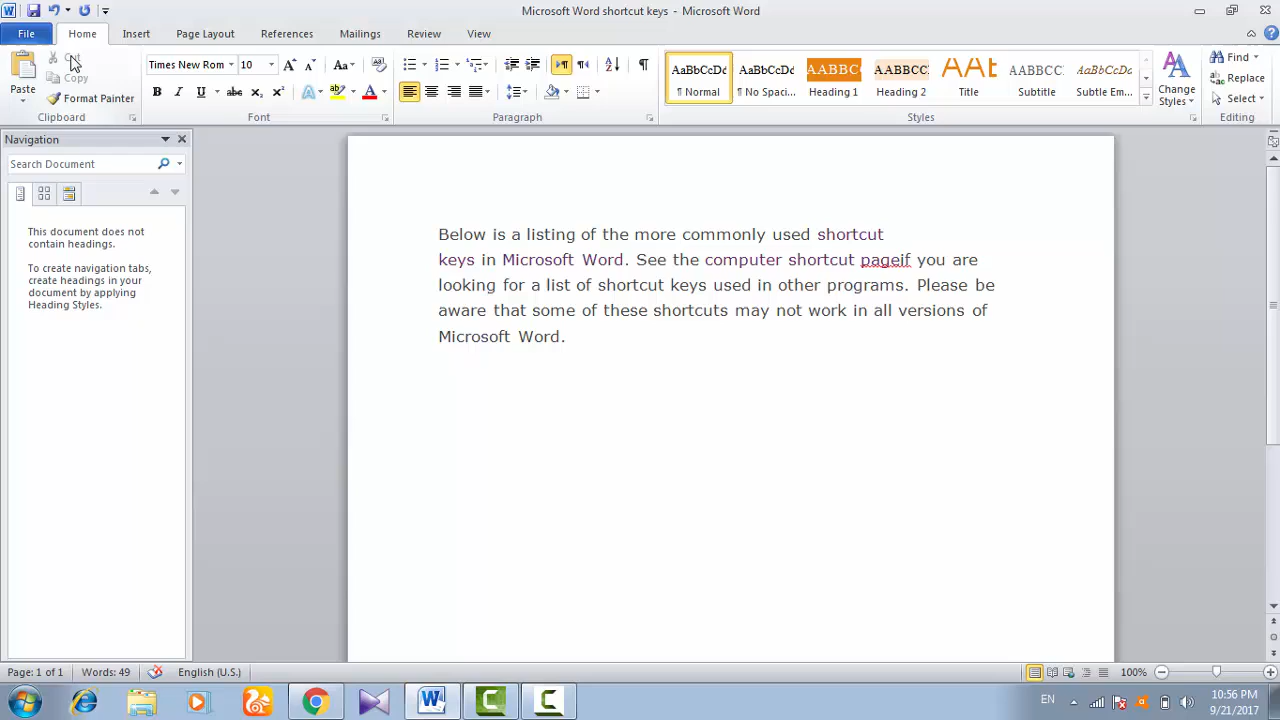 Microsoft Word shortcut keys - Microsoft Word
File Home Insert Page Layout References Mailings Review View
Paste
Cut
Copy
Format Painter
Clipboard
Times New Rom 10
Font
Paragraph
AaBbCcDc AaBbCcDd AABBC AABBCC AAt AABBCC AaBbCcDc
¶ Normal ¶ No Spaci... Heading 1 Heading 2 Title Subtitle Subtle Em...
Change
Styles
Styles
Find
Replace
Select
Editing
Navigation
Search Document
This document does not
contain headings.
To create navigation tabs,
create headings in your
document by applying
Heading Styles.
Below is a listing of the more commonly used shortcut
keys in Microsoft Word. See the computer shortcut pageif you are
looking for a list of shortcut keys used in other programs. Please be
aware that some of these shortcuts may not work in all versions of
Microsoft Word.
Page: 1 of 1 Words: 49 English (U.S.) 100%
EN 10:56 PM
9/21/2017